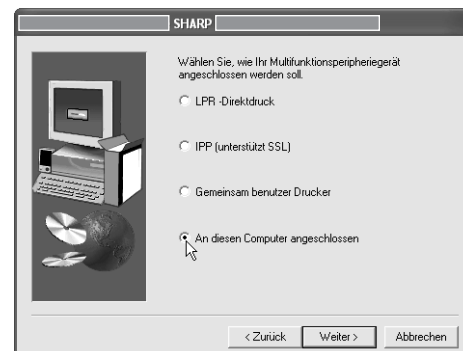 SHARP
Wählen Sie, wie Ihr Multifunktionsperipheriegerät
angeschlossen werden soll.
LPR -Direktdruck
IPP (unterstützt SSL)
Gemeinsam benutzer Drucker
An diesen Computer angeschlossen
< Zurück
Weiter >
Abbrechen